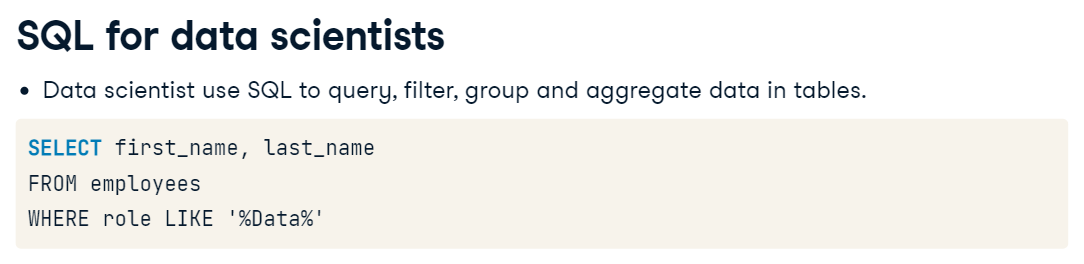 SQL for data scientists
• Data scientist use SQL to query, filter, group and aggregate data in tables.
SELECT first_name, last_name
FROM employees
WHERE role LIKE '%Data%'